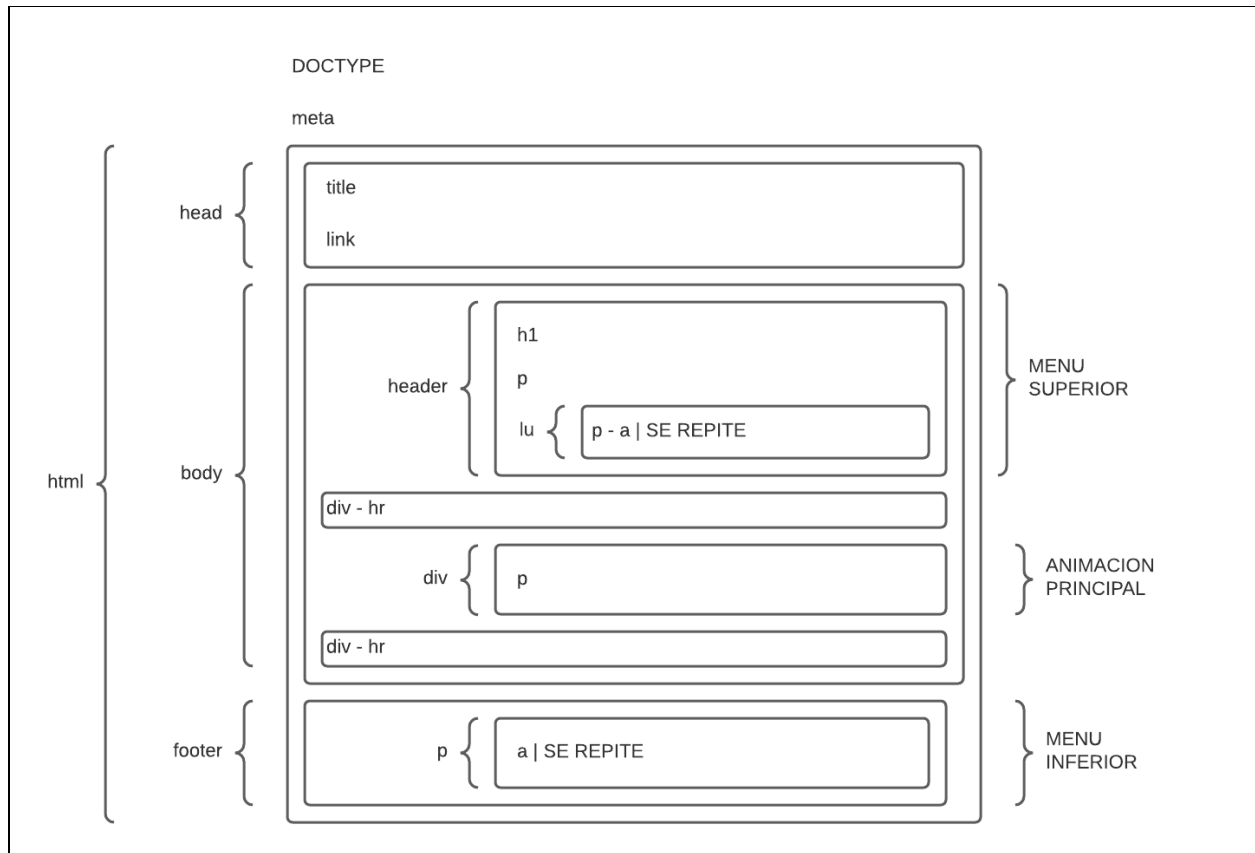 DOCTYPE
meta
html
head
title
link
body
header
h1
p
lu
p - a | SE REPITE
MENU
SUPERIOR
div - hr
div
p
ANIMACION
PRINCIPAL
div - hr
footer
p
a | SE REPITE
MENU
INFERIOR